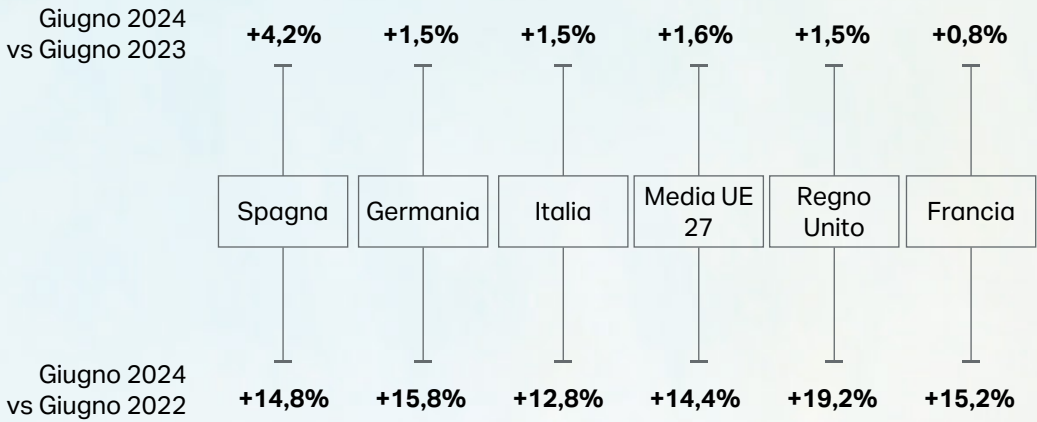 Giugno 2024
vs Giugno 2023
+4,2%
+1,5%
+1,5%
+1,6%
+1,5%
+0,8%
Spagna
Germania
Italia
Media UE
27
Regno
Unito
Francia
Giugno 2024
vs Giugno 2022
+14,8%
+15,8%
+12,8%
+14,4%
+19,2%
+15,2%